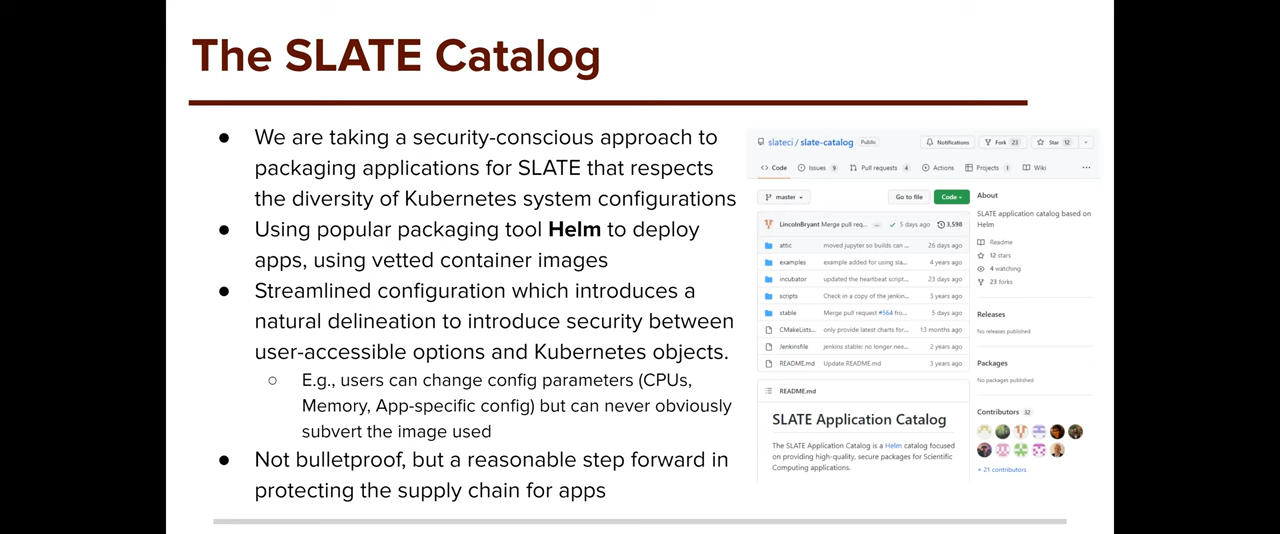 The SLATE Catalog
● We are taking a security-conscious approach to
packaging applications for SLATE that respects
the diversity of Kubernetes system configurations
● Using popular packaging tool Helm to deploy
apps, using vetted container images
● Streamlined configuration which introduces a
natural delineation to introduce security between
user-accessible options and Kubernetes objects.
○ E.g., users can change config parameters (CPUs,
Memory, App-specific config) but can never obviously
subvert the image used
● Not bulletproof, but a reasonable step forward in
protecting the supply chain for apps
slateci / slate-catalog Public
Notifications Fork 23 Star 12
<> Code Issues 9 Pull requests 4 Actions Projects 1 Wiki ...
master Go to file Code
LincolnBryant Merge pull req... ... 5 days ago 3,598
attic moved jupyter so builds can ... 26 days ago
examples example added for using sla... 4 years ago
incubator updated the heartbeat script... 23 days ago
scripts Check in a copy of the jenkin... 3 years ago
stable Merge pull request #564 fro... 5 days ago
CMakeLists... only provide latest charts for... 13 months ago
Jenkinsfile jenkins stable: no longer nee... 2 years ago
README.md Update README.md 3 years ago
README.md
SLATE Application Catalog
The SLATE Application Catalog is a Helm catalog focused
on providing high-quality, secure packages for Scientific
Computing applications.
About
SLATE application catalog based on
Helm
Readme
12 stars
4 watching
23 forks
Releases
No releases published
Packages
No packages published
Contributors 32
+ 21 contributors